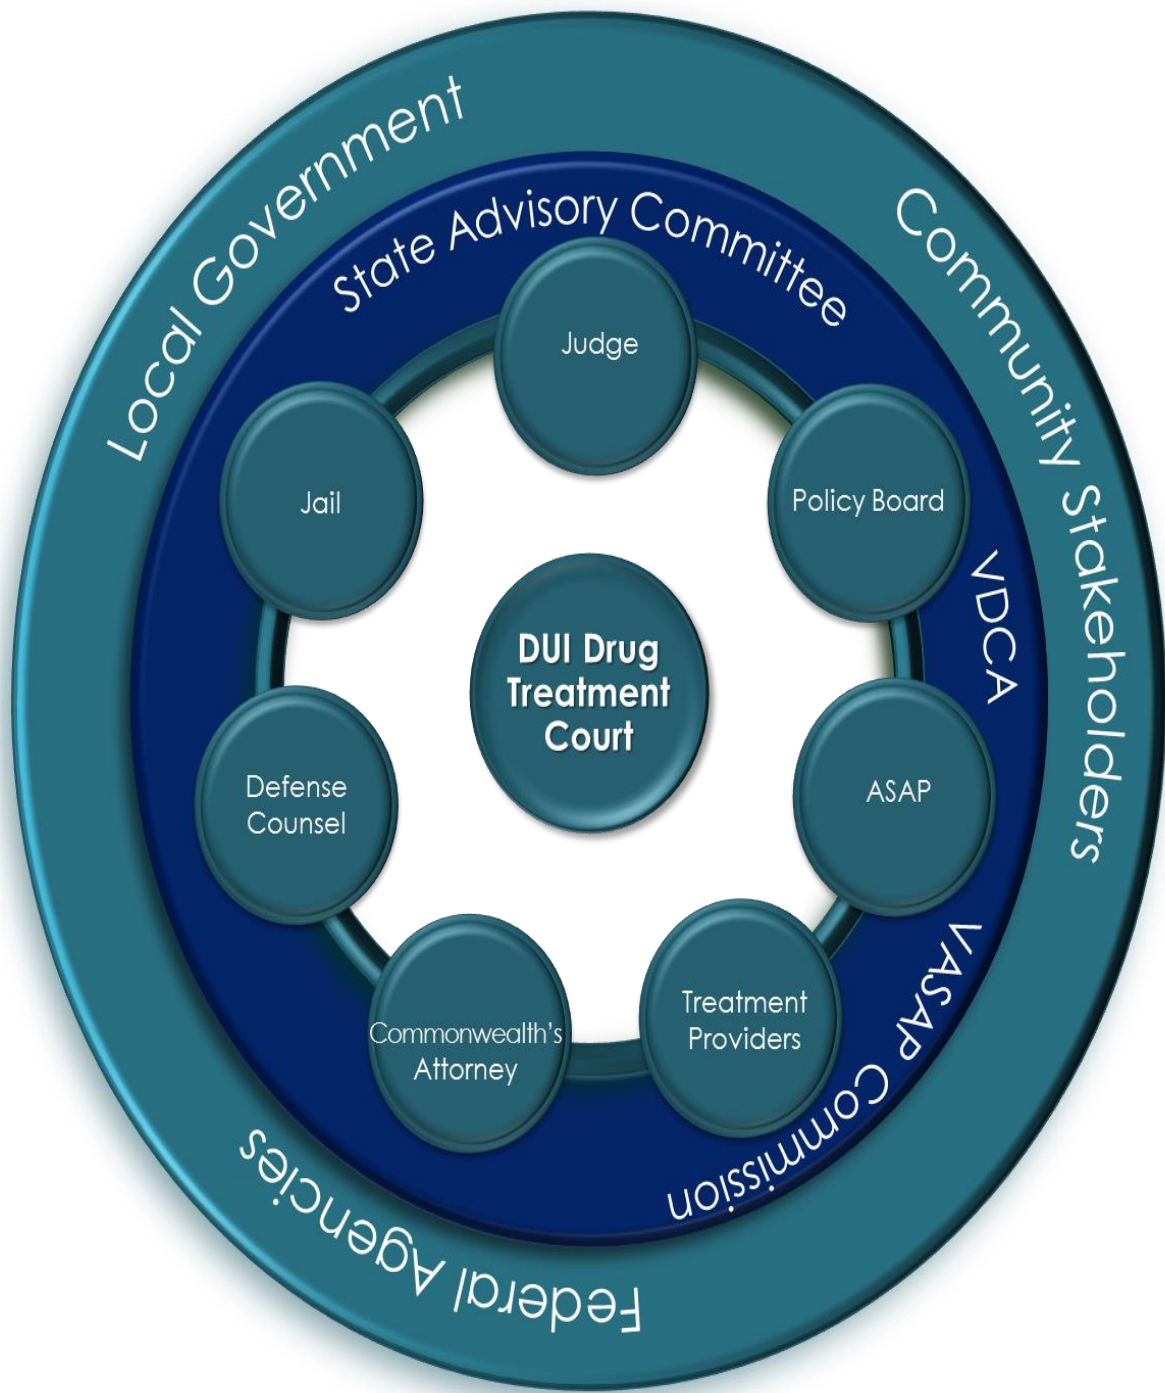 Local Government
Community Stakeholders
Federal Agencies
State Advisory Committee
VDCA
VASAP Commission
Judge
Policy Board
ASAP
Treatment
Providers
Commonwealth's
Attorney
Defense
Counsel
Jail
DUI Drug
Treatment
Court